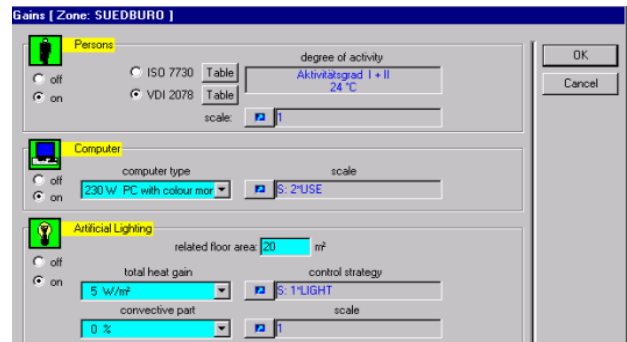 Gains [ Zone: SUEDBURO ]
Persons
OK
Cancel
off
on
ISO 7730 Table
VDI 2078 Table
degree of activity
Aktivitätsgrad I + II
24 °C
scale: 1
Computer
off
on
computer type
scale
230 W PC with colour mor
S: 2*USE
Artificial Lighting
related floor area: 20 m²
off
on
total heat gain
control strategy
5 W/m²
S: 1*LIGHT
convective part
scale
0 %
1